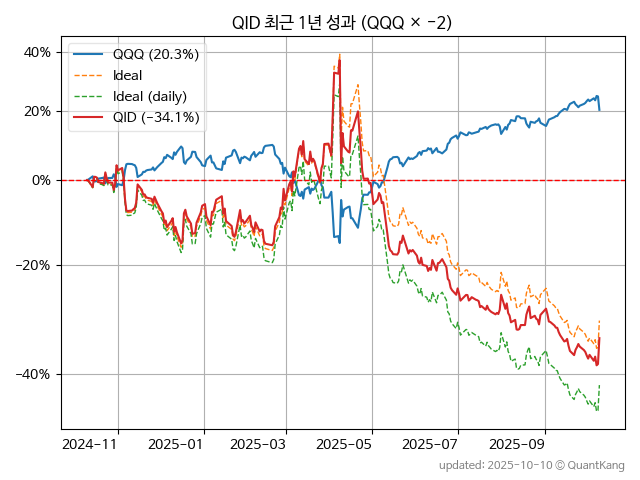 QID 최근 1년 성과 (QQQ × −2)
QQQ (20.3%)
Ideal
Ideal (daily)
QID (−34.1%)
40%
20%
0%
−20%
−40%
2024-11
2025-01
2025-03
2025-05
2025-07
2025-09
updated: 2025-10-10 © QuantKang